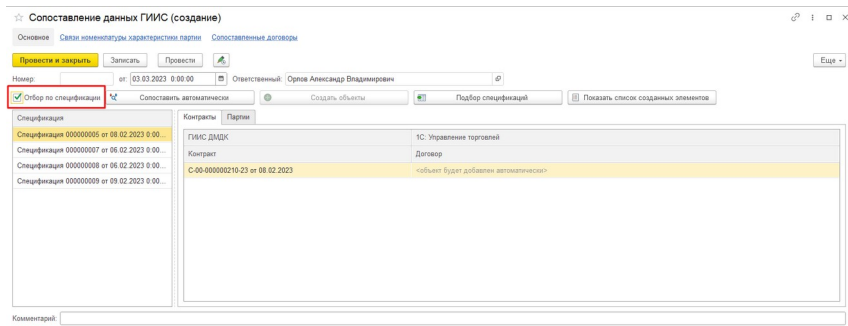 Сопоставление данных ГИИС (создание)
Основное Связи номенклатуры характеристики партии Сопоставленные договоры
Провести и закрыть Записать Провести Еще
Номер: от: 03.03.2023 0:00:00 Ответственный: Орлов Александр Владимирович
Отбор по спецификации Сопоставить автоматически Создать объекты Подбор спецификаций Показать список созданных элементов
Спецификация Контракты Партии
Спецификация 000000005 от 08.02.2023 0:00... ГИИС ДМДК 1С: Управление торговлей
Спецификация 000000007 от 06.02.2023 0:00... Контракт Договор
Спецификация 000000008 от 06.02.2023 0:00... С-00-000000210-23 от 08.02.2023 <объект будет добавлен автоматически>
Спецификация 000000009 от 09.02.2023 0:00...
Комментарий: